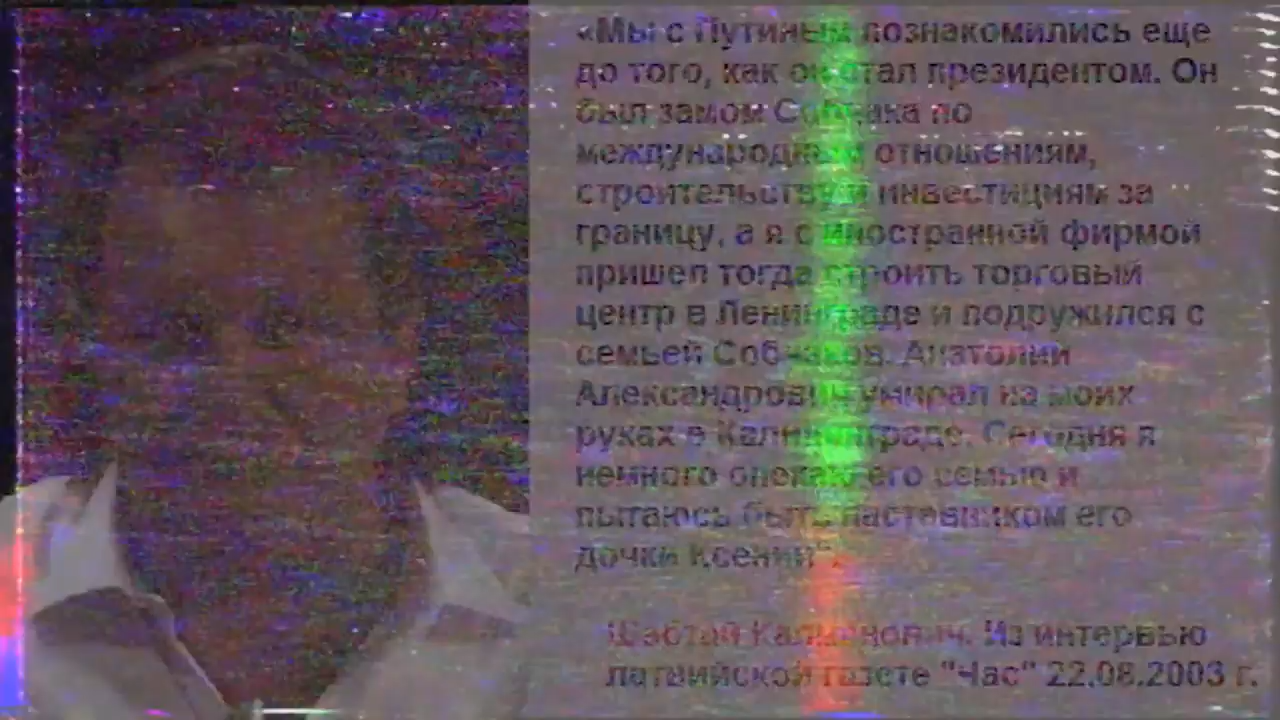 «Мы с Путиным познакомились еще
до того, как он стал президентом. Он
был замом Собчака по
международным отношениям,
строительству и инвестициям за
границу, а я с иностранной фирмой
пришел тогда строить торговый
центр в Ленинграде и подружился с
семьей Собчаков. Анатолий
Александрович умирал на моих
руках в Калининграде. Сегодня я
немного опекаю его семью и
пытаюсь быть наставником его
дочки Ксении".
Шабтай Калманович. Из интервью
латвийской газете "Час" 22.08.2003 г.